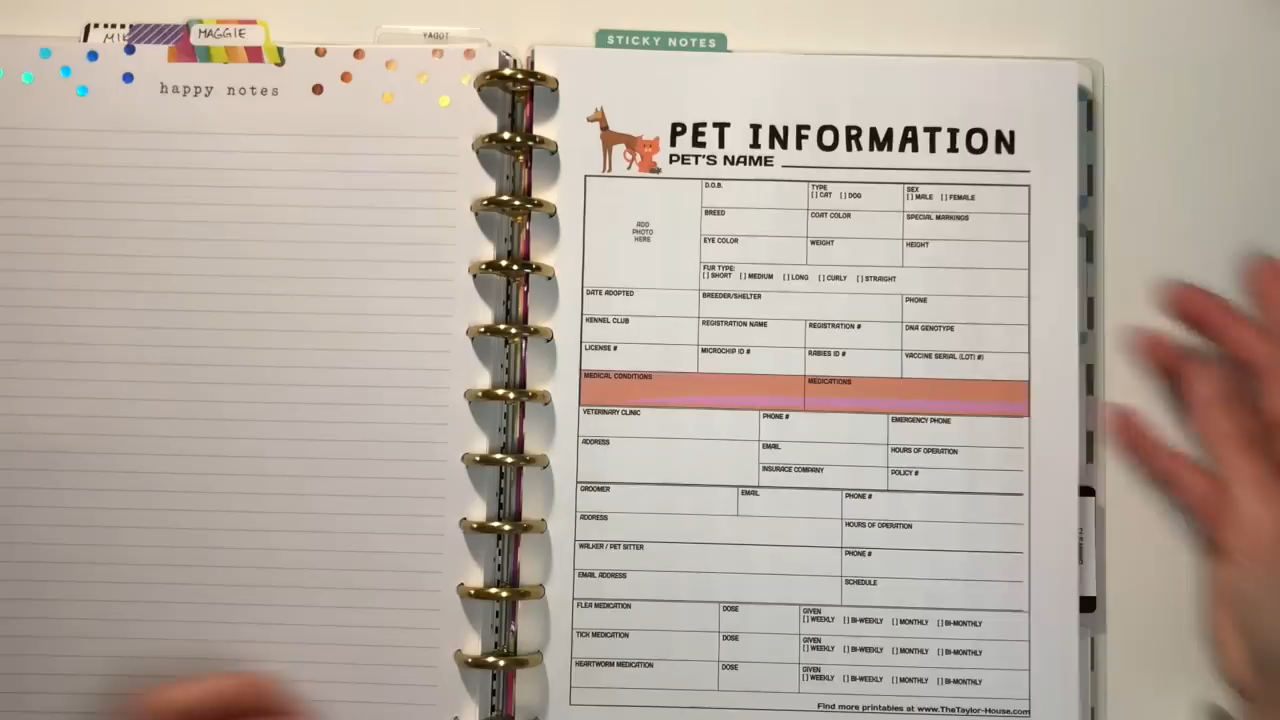 MAGGIE
TODAY
STICKY NOTES
happy notes
PET INFORMATION
PET'S NAME
ADD
PHOTO
HERE
D.O.B.
TYPE
[ ] CAT [ ] DOG
SEX
[ ] MALE [ ] FEMALE
BREED
COAT COLOR
SPECIAL MARKINGS
EYE COLOR
WEIGHT
HEIGHT
FUR TYPE:
[ ] SHORT [ ] MEDIUM [ ] LONG [ ] CURLY [ ] STRAIGHT
DATE ADOPTED
BREEDER/SHELTER
PHONE
KENNEL CLUB
REGISTRATION NAME
REGISTRATION #
DNA GENOTYPE
LICENSE #
MICROCHIP ID #
RABIES ID #
VACCINE SERIAL (LOT) #)
MEDICAL CONDITIONS
MEDICATIONS
VETERINARY CLINIC
PHONE #
EMERGENCY PHONE
ADDRESS
EMAIL
HOURS OF OPERATION
INSURACE COMPANY
POLICY #
GROOMER
EMAIL
PHONE #
ADDRESS
HOURS OF OPERATION
WALKER / PET SITTER
PHONE #
EMAIL ADDRESS
SCHEDULE
FLEA MEDICATION
DOSE
GIVEN
[ ] WEEKLY [ ] BI-WEEKLY [ ] MONTHLY [ ] BI-MONTHLY
TICK MEDICATION
DOSE
GIVEN
[ ] WEEKLY [ ] BI-WEEKLY [ ] MONTHLY [ ] BI-MONTHLY
HEARTWORM MEDICATION
DOSE
GIVEN
[ ] WEEKLY [ ] BI-WEEKLY [ ] MONTHLY [ ] BI-MONTHLY
Find more printables at www.TheTaylor-House.com